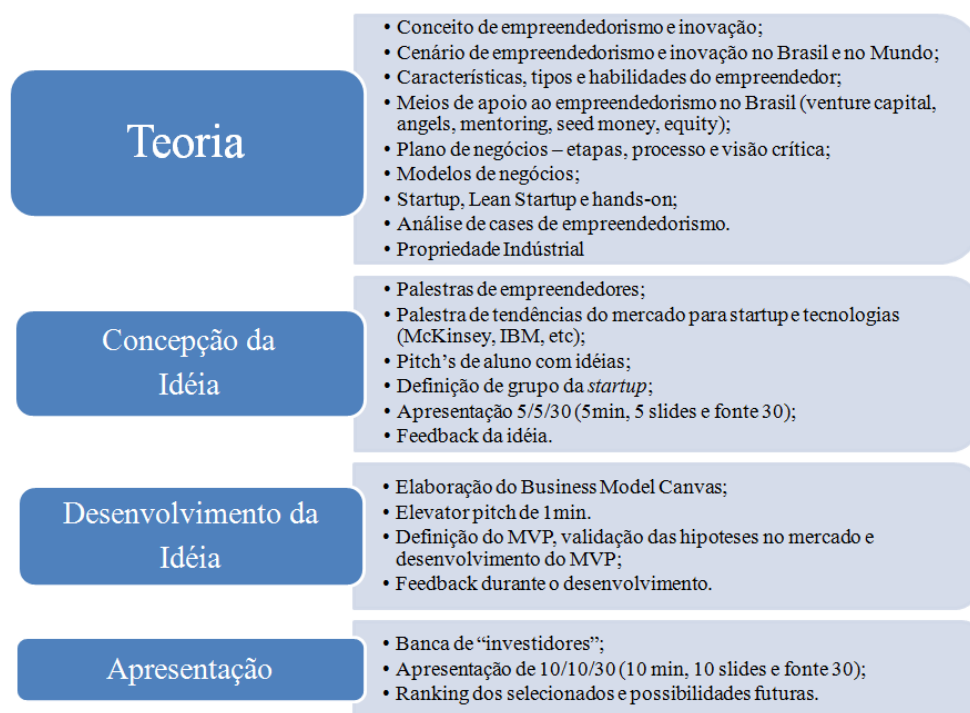 Teoria
• Conceito de empreendedorismo e inovação;
• Cenário de empreendedorismo e inovação no Brasil e no Mundo;
• Características, tipos e habilidades do empreendedor;
• Meios de apoio ao empreendedorismo no Brasil (venture capital,
angels, mentoring, seed money, equity);
• Plano de negócios – etapas, processo e visão crítica;
• Modelos de negócios;
• Startup, Lean Startup e hands-on;
• Análise de cases de empreendedorismo.
• Propriedade Indústrial
Concepção da
Idéia
• Palestras de empreendedores;
• Palestra de tendências do mercado para startup e tecnologias
(McKinsey, IBM, etc);
• Pitch's de aluno com idéias;
• Definição de grupo da startup;
• Apresentação 5/5/30 (5min, 5 slides e fonte 30);
• Feedback da idéia.
Desenvolvimento da
Idéia
• Elaboração do Business Model Canvas;
• Elevator pitch de 1min.
• Definição do MVP, validação das hipoteses no mercado e
desenvolvimento do MVP;
• Feedback durante o desenvolvimento.
Apresentação
• Banca de “investidores”;
• Apresentação de 10/10/30 (10 min, 10 slides e fonte 30);
• Ranking dos selecionados e possibilidades futuras.